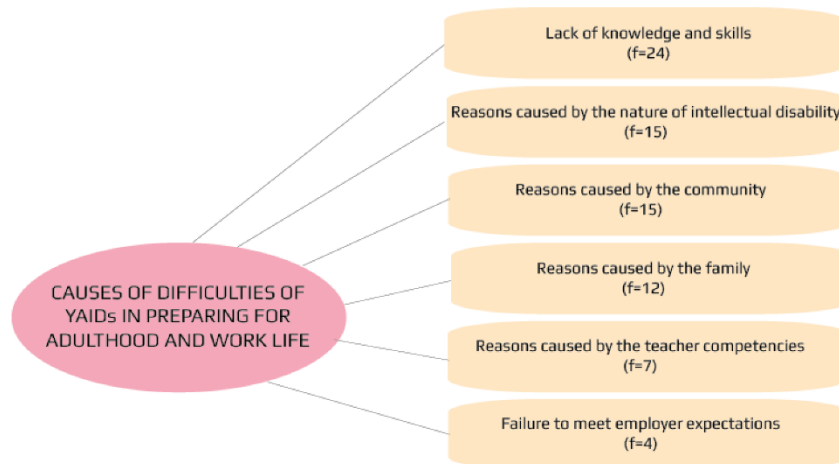 Lack of knowledge and skills
(f=24)
Reasons caused by the nature of intellectual disability
(f=15)
Reasons caused by the community
(f=15)
Reasons caused by the family
(f=12)
Reasons caused by the teacher competencies
(f=7)
Failure to meet employer expectations
(f=4)
CAUSES OF DIFFICULTIES OF
YAIDs IN PREPARING FOR
ADULTHOOD AND WORK LIFE